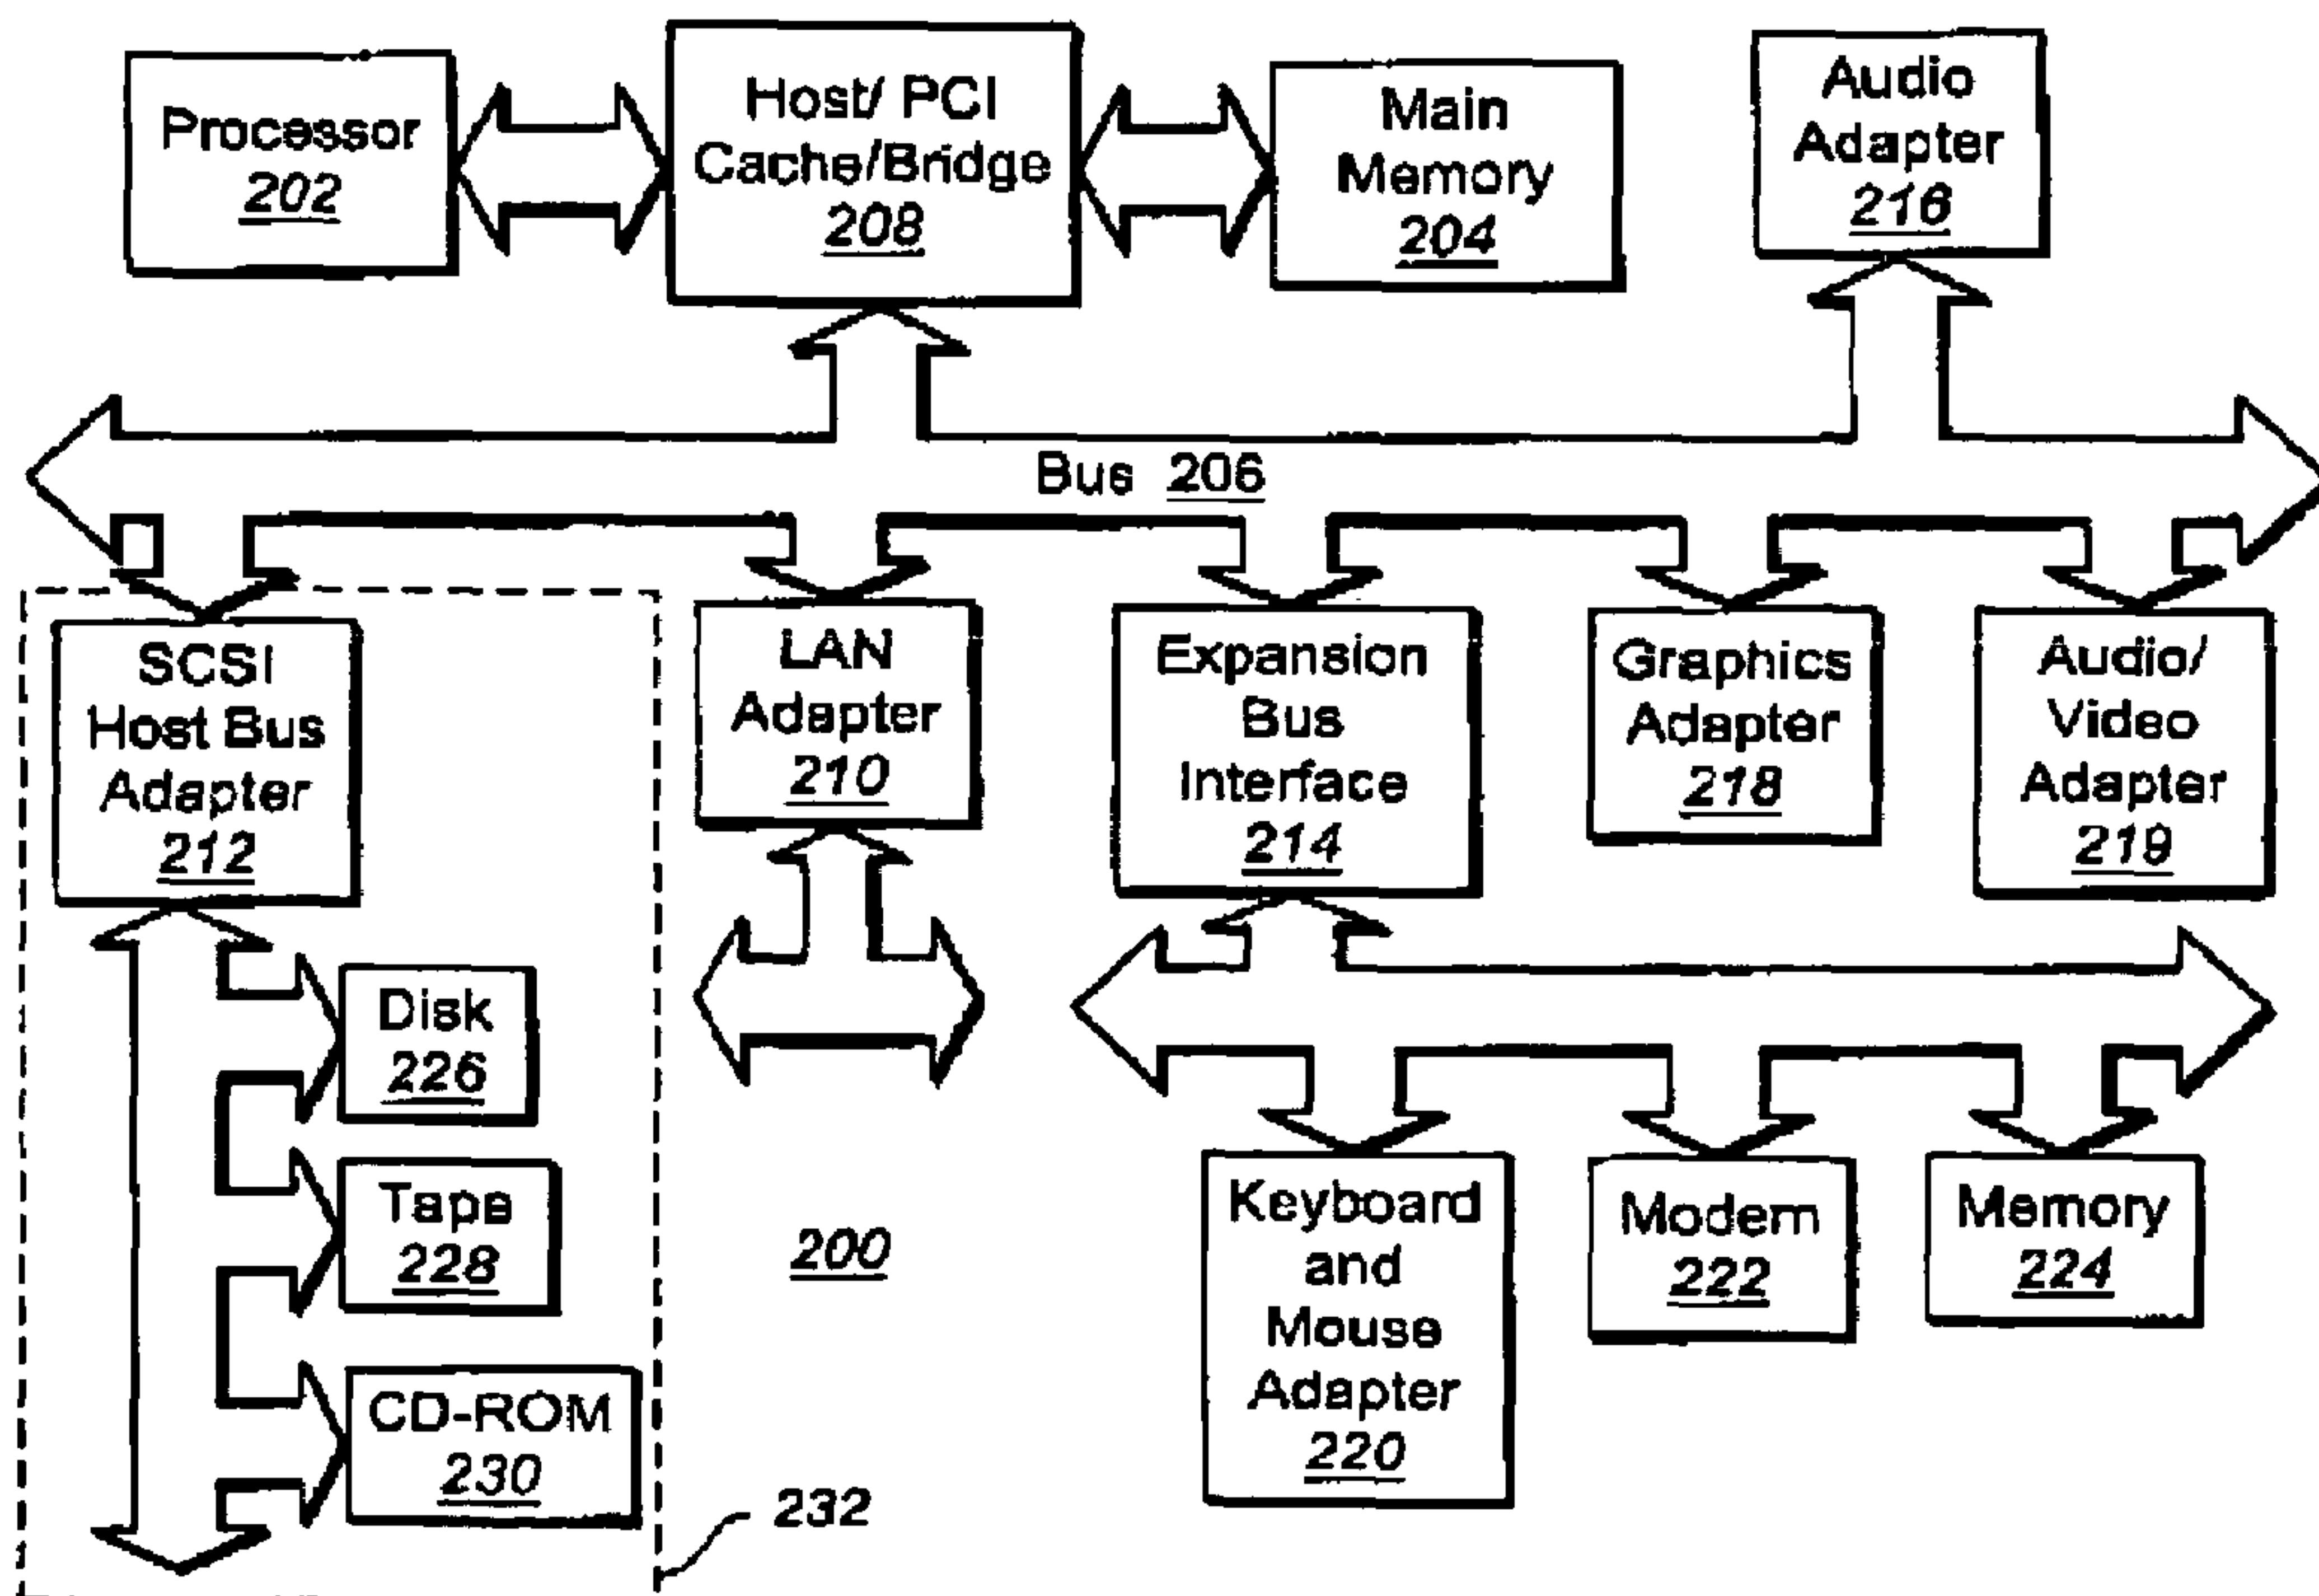 Processor
202
Host/ PCI
Cache/Bridge
208
Main
Memory
204
Audio
Adapter
216
Bus 206
SCSI
Host Bus
Adapter
212
LAN
Adapter
210
Expansion
Bus
Interface
214
Graphics
Adapter
218
Audio/
Video
Adapter
219
Disk
226
Tape
228
CD-ROM
230
200
232
Keyboard
and
Mouse
Adapter
220
Modem
222
Memory
224